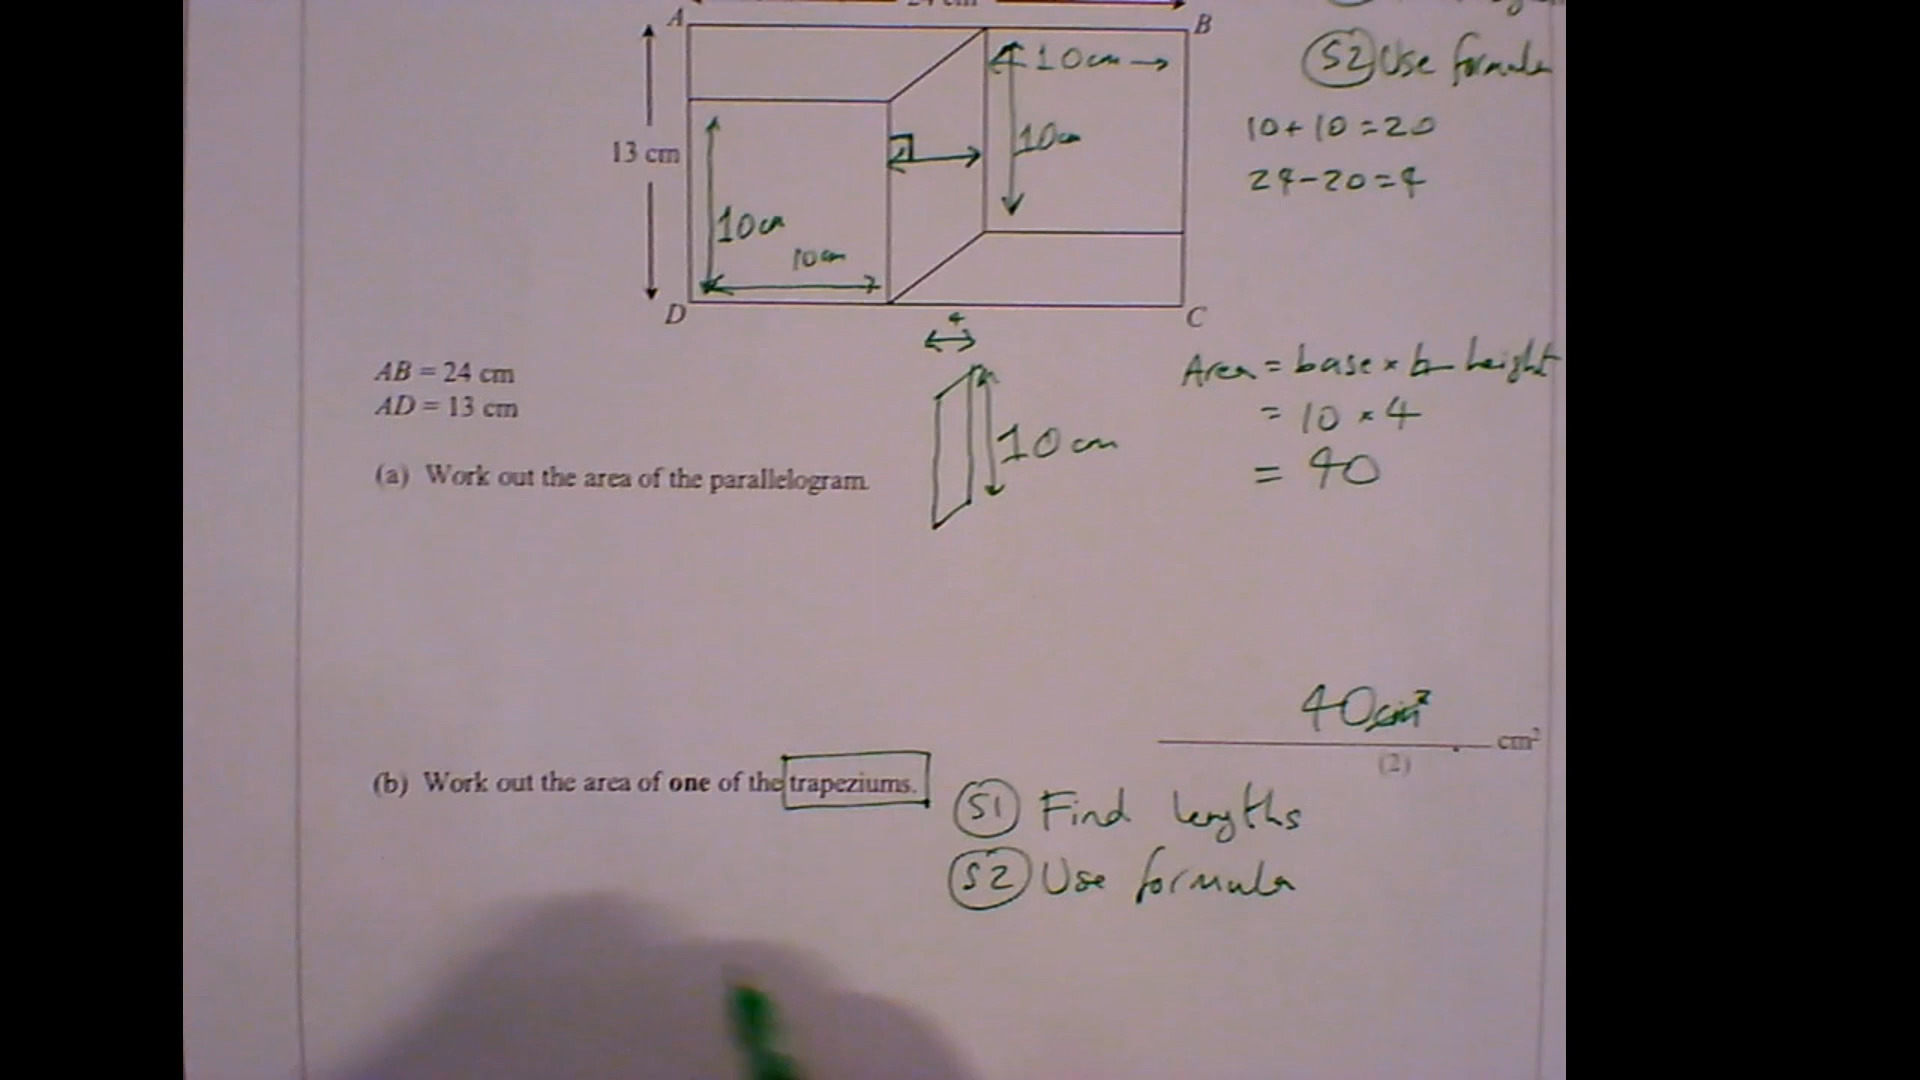 24 cm
A
B
10cm
S2 Use formula
10+10=20
24-20=4
13 cm
10cm
10cm
10cm
D
C
4
AB = 24 cm
AD = 13 cm
Area = base × height
= 10 × 4
= 40
10cm
(a) Work out the area of the parallelogram.
40cm²
cm²
(2)
(b) Work out the area of one of the trapeziums.
S1 Find lengths
S2 Use formula